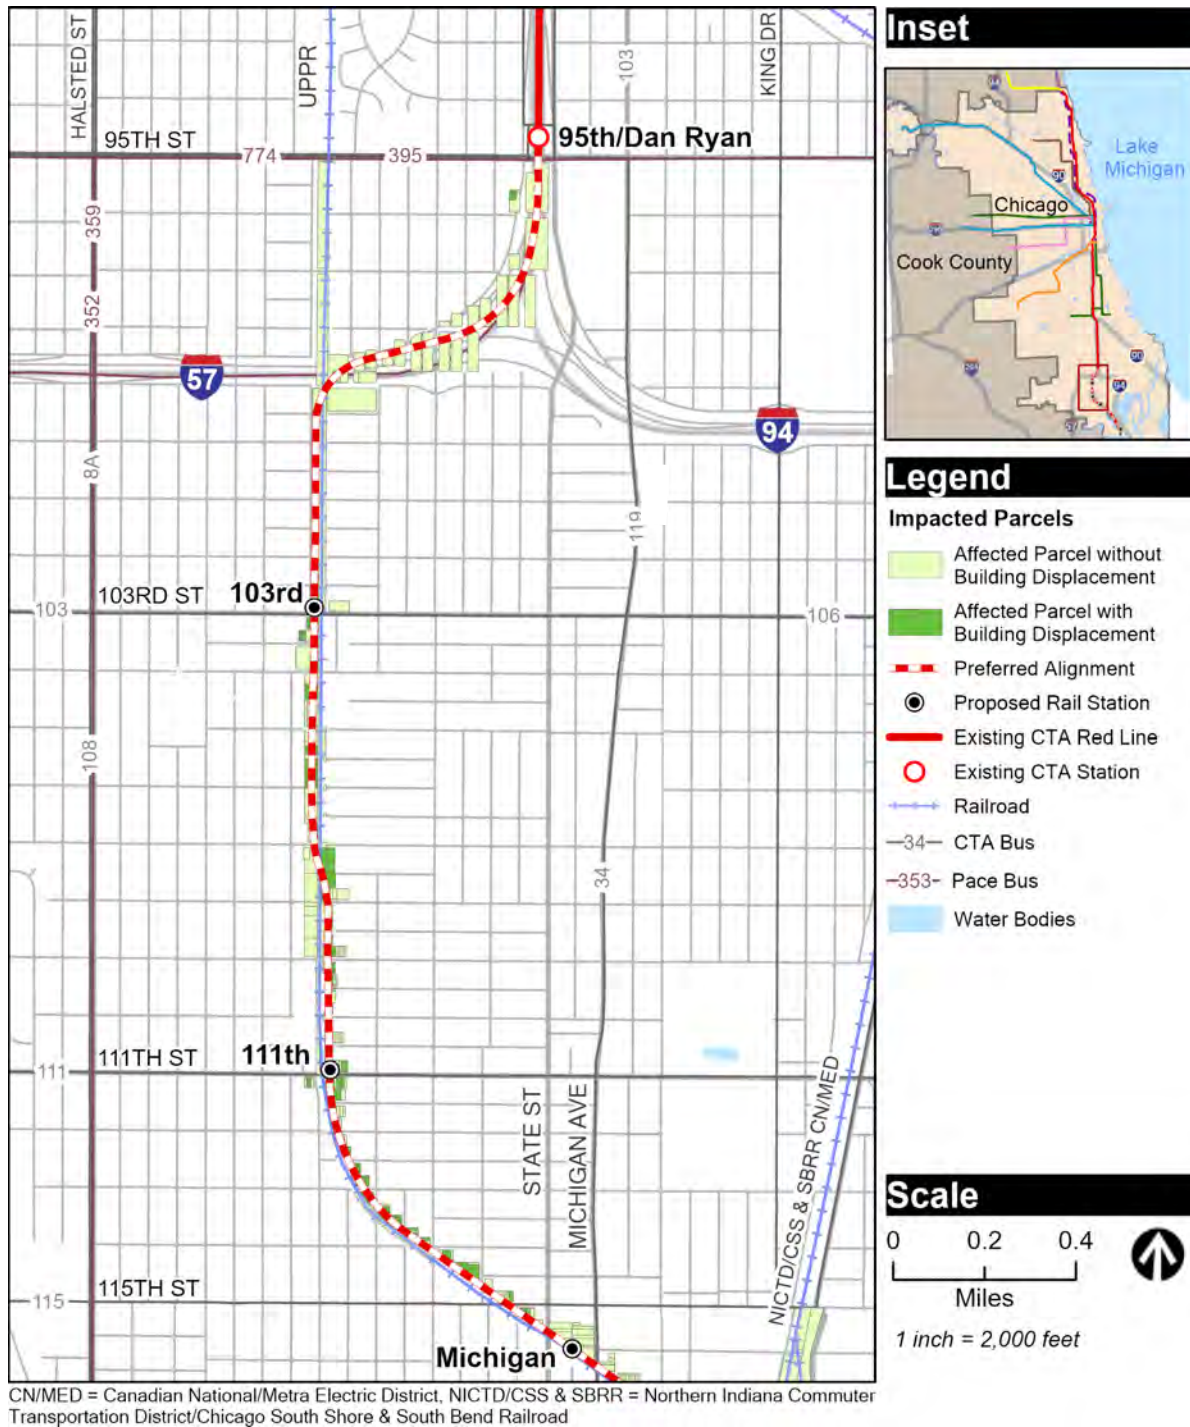 HALSTED ST
UPPR
103
KING DR
95TH ST
95th/Dan Ryan
774
395
359
352
57
94
8A
119
103RD ST
103rd
103
106
108
34
111TH ST
111th
111
STATE ST
MICHIGAN AVE
NICTD/CSS & SBRR CN/MED
115TH ST
115
Michigan
CN/MED = Canadian National/Metra Electric District, NICTD/CSS & SBRR = Northern Indiana Commuter
Transportation District/Chicago South Shore & South Bend Railroad
Inset
94
Lake
Michigan
90
Chicago
Cook County
90
94
57
Legend
Impacted Parcels
Affected Parcel without
Building Displacement
Affected Parcel with
Building Displacement
Preferred Alignment
Proposed Rail Station
Existing CTA Red Line
Existing CTA Station
Railroad
34 CTA Bus
353 Pace Bus
Water Bodies
Scale
0 0.2 0.4
Miles
1 inch = 2,000 feet